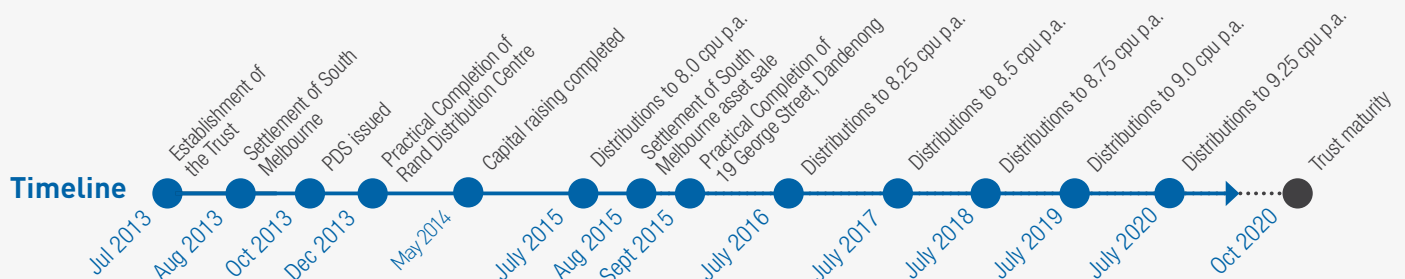 Timeline
Establishment of
the Trust
Jul 2013
Settlement of South
Melbourne
Aug 2013
PDS issued
Oct 2013
Practical Completion of
Rand Distribution Centre
Dec 2013
Capital raising completed
May 2014
Distributions to 8.0 cpu p.a.
July 2015
Settlement of South
Melbourne asset sale
Aug 2015
Practical Completion of
19 George Street, Dandenong
Sept 2015
Distributions to 8.25 cpu p.a.
July 2016
Distributions to 8.5 cpu p.a.
July 2017
Distributions to 8.75 cpu p.a.
July 2018
Distributions to 9.0 cpu p.a.
July 2019
Distributions to 9.25 cpu p.a.
July 2020
Trust maturity
Oct 2020